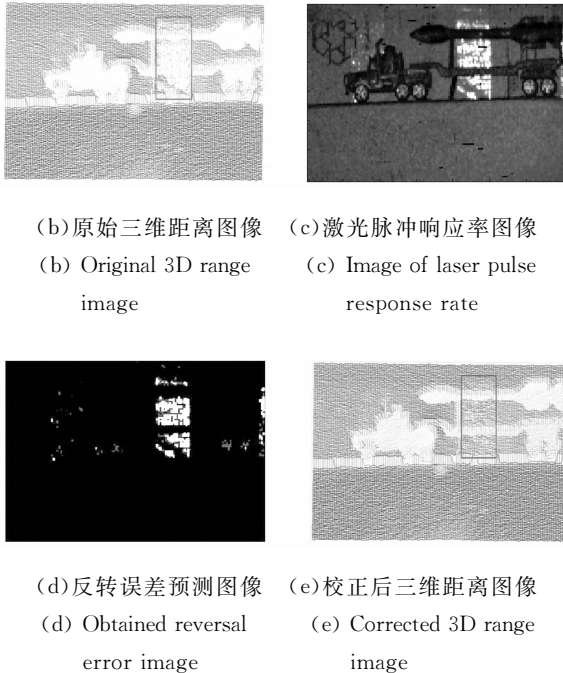 (b)原始三维距离图像
(b) Original 3D range
image
(c)激光脉冲响应率图像
(c) Image of laser pulse
response rate
(d)反转误差预测图像
(d) Obtained reversal
error image
(e)校正后三维距离图像
(e) Corrected 3D range
image